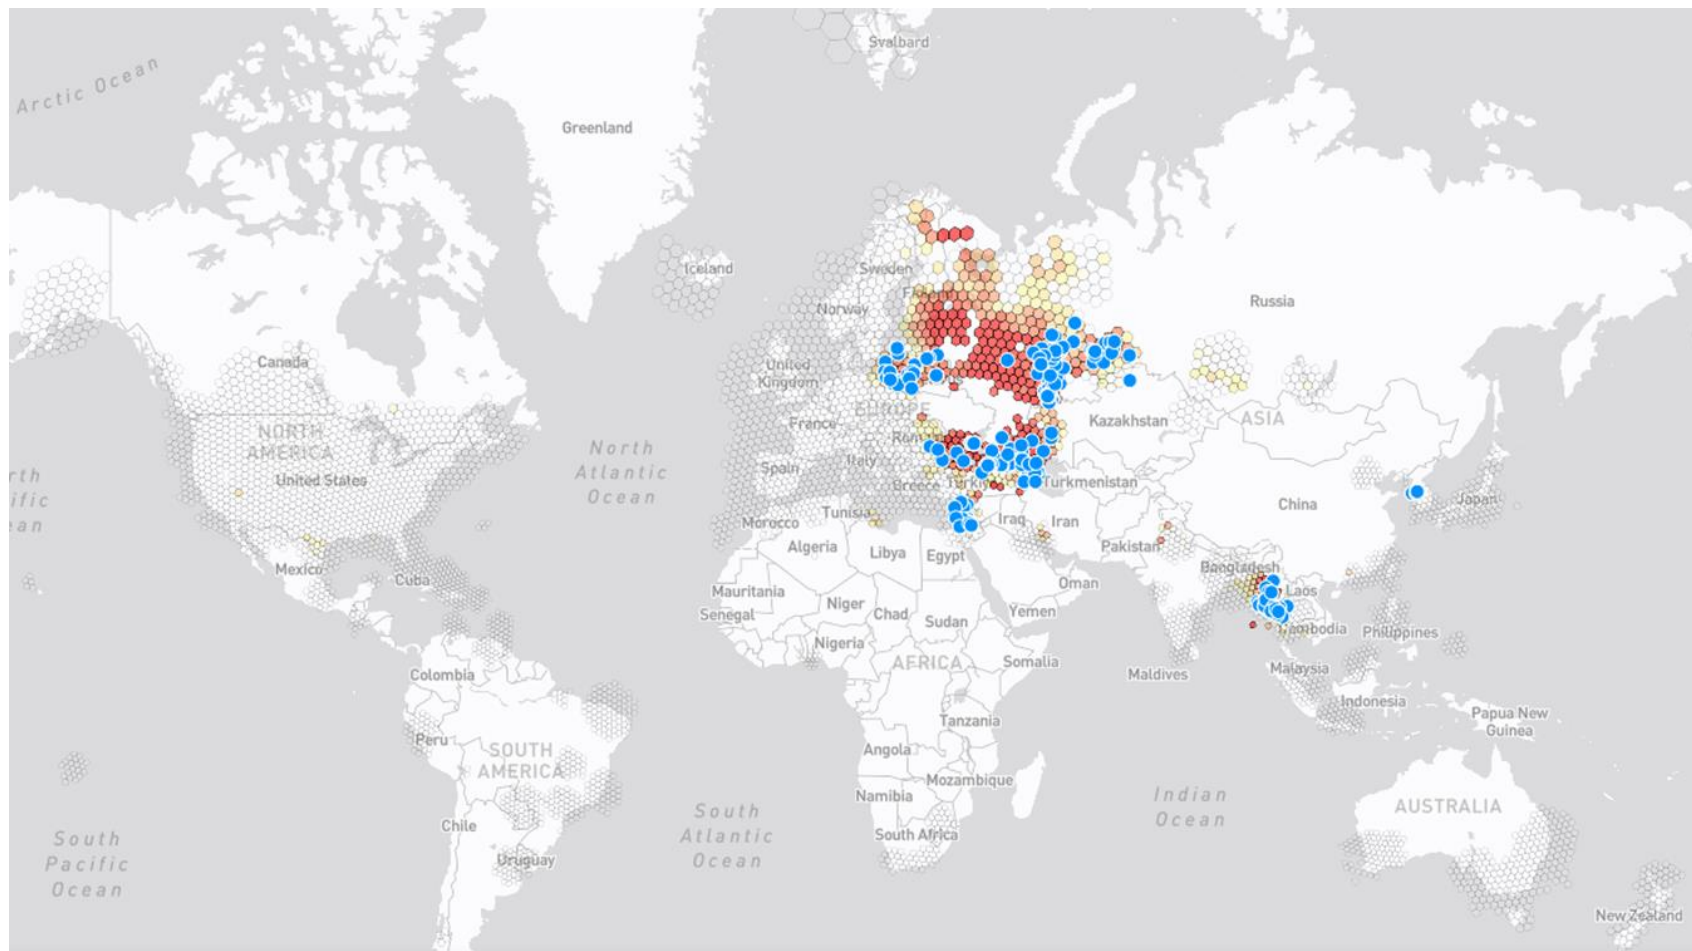 Svalbard
Arctic Ocean
Greenland
Iceland
Sweden
Norway
Russia
Canada
United
Kingdom
EUROPE
France
Kazakhstan
ASIA
NORTH
AMERICA
United States
North
Atlantic
Ocean
Spain
Italy
Greece
Turkmenistan
China
Japan
Morocco
Tunisia
Iraq
Iran
Algeria
Libya
Egypt
Pakistan
Mexico
Cuba
Bangladesh
Oman
Laos
Mauritania
Niger
Chad
Senegal
Sudan
Yemen
Cambodia
Philippines
Nigeria
AFRICA
Somalia
Colombia
Maldives
Malaysia
Indonesia
Tanzania
Papua New
Guinea
Peru
SOUTH
AMERICA
Angola
Mozambique
Namibia
South
Atlantic
Ocean
Indian
Ocean
AUSTRALIA
Chile
South Africa
South
Pacific
Ocean
Uruguay
New Zealand